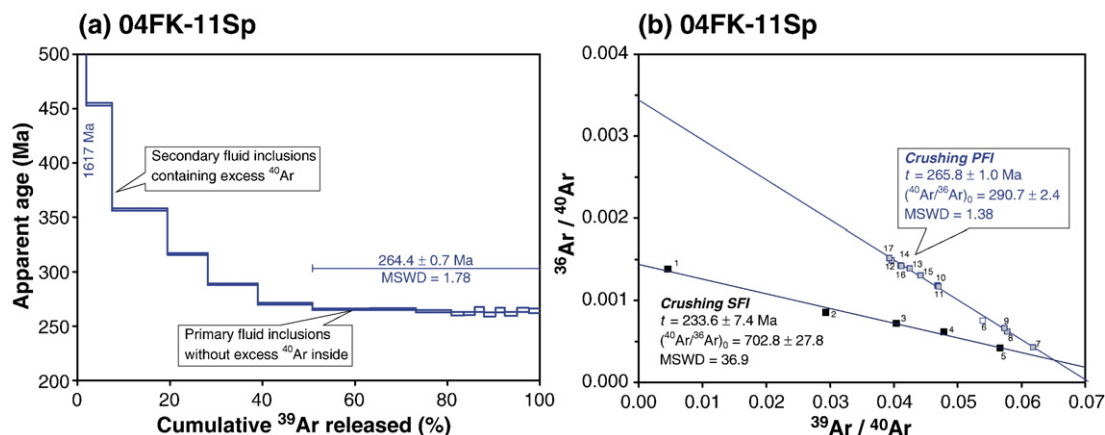 (a) 04FK-11Sp
500
450
400
350
300
250
200
Apparent age (Ma)
1617 Ma
Secondary fluid inclusions
containing excess ⁴⁰Ar
264.4 ± 0.7 Ma
MSWD = 1.78
Primary fluid inclusions
without excess ⁴⁰Ar inside
0 20 40 60 80 100
Cumulative ³⁹Ar released (%)
(b) 04FK-11Sp
0.004
0.003
0.002
0.001
0.000
³⁶Ar / ⁴⁰Ar
Crushing PFI
t = 265.8 ± 1.0 Ma
(⁴⁰Ar/³⁶Ar)₀ = 290.7 ± 2.4
MSWD = 1.38
17 14
12 16 13 15 10
11
1
2
3
4
5
6
9
8
7
Crushing SFI
t = 233.6 ± 7.4 Ma
(⁴⁰Ar/³⁶Ar)₀ = 702.8 ± 27.8
MSWD = 36.9
0.00 0.01 0.02 0.03 0.04 0.05 0.06 0.07
³⁹Ar / ⁴⁰Ar